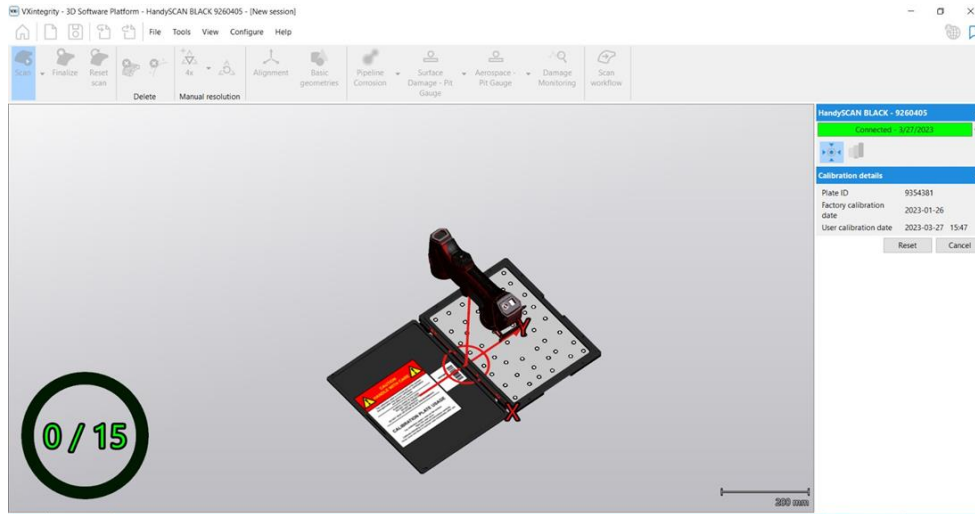 VXintegrity - 3D Software Platform - HandySCAN BLACK 9260405 - [New session]
File Tools View Configure Help
Scan
Finalize
Reset scan
Delete
4x
Manual resolution
Alignment
Basic geometries
Pipeline Corrosion
Surface Damage - Pit Gauge
Aerospace - Pit Gauge
Damage Monitoring
Scan workflow
HandySCAN BLACK - 9260405
Connected - 3/27/2023
Calibration details
Plate ID 9354381
Factory calibration date 2023-01-26
User calibration date 2023-03-27 15:47
Reset Cancel
CALIBRATION PLATE USAGE
Y
X
0 / 15
200 mm